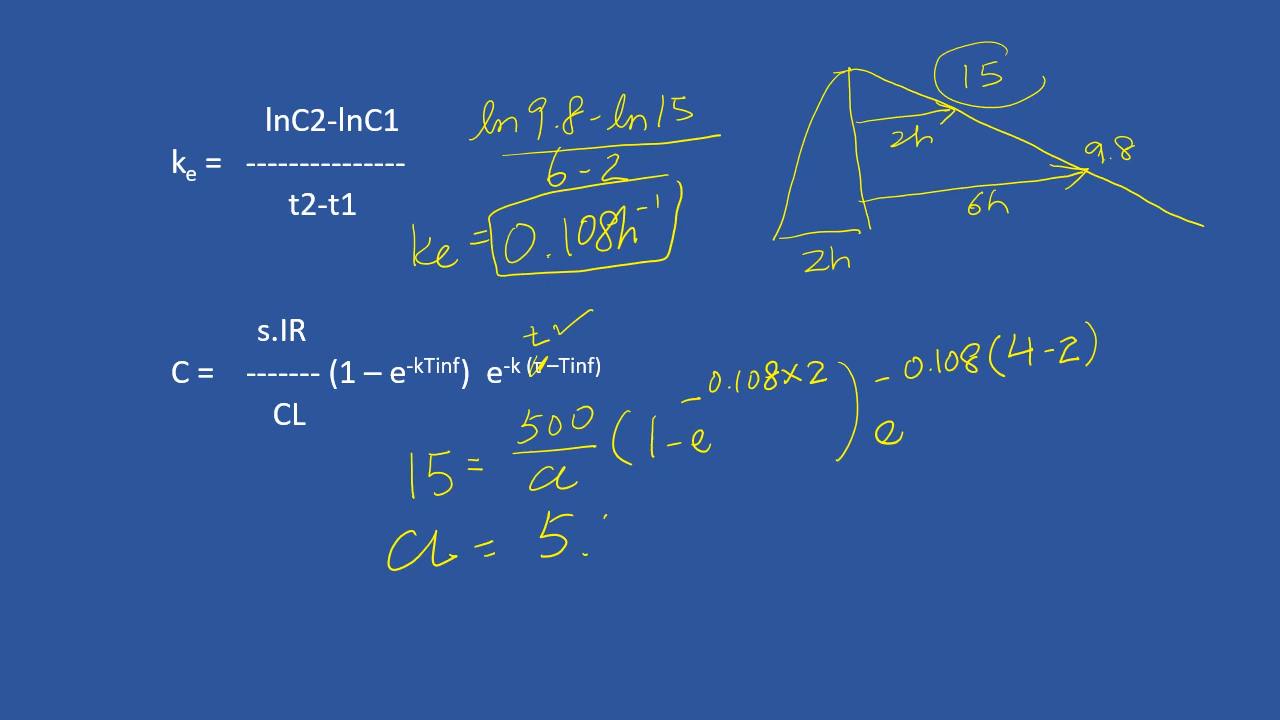 lnC2-lnC1
ke = ---------------
t2-t1
ln 9.8 - ln 15
6 - 2
ke = 0.108h-1
15
2h
9.8
6h
2h
s.IR
C = ------- (1 – e-kTinf) e-k (τ–Tinf)
CL
t ✓
15 = 500 (1 - e - 0.108 x 2) e - 0.108 (4 - 2)
Cl
Cl = 5.